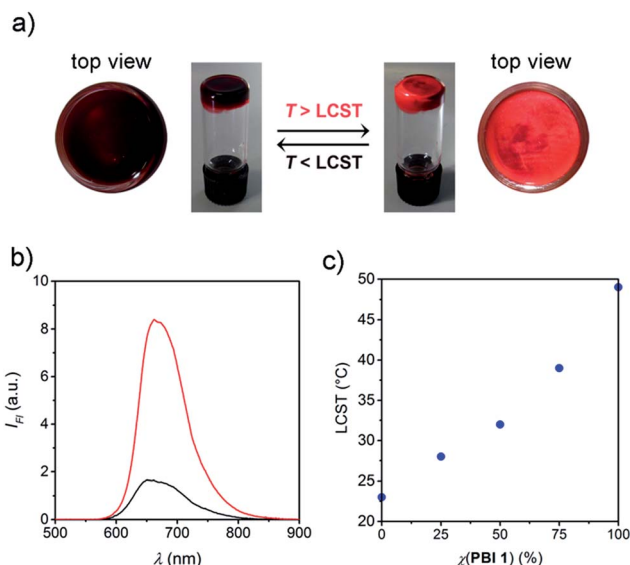 a)
top view
top view
T > LCST
T < LCST
b)
10
8
6
4
2
0
I_Fl (a.u.)
500
600
700
800
900
λ (nm)
c)
50
45
40
35
30
25
20
LCST (°C)
0
25
50
75
100
χ(PBI 1) (%)